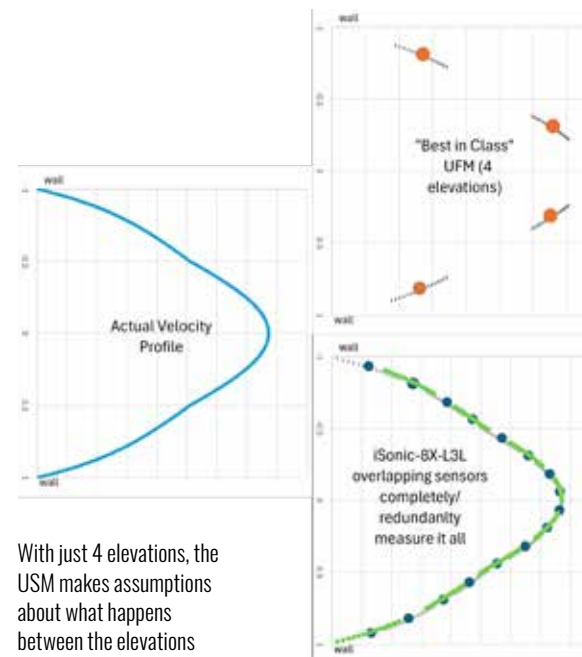 wall
"Best in Class"
UFM (4
elevations)
wall
wall
Actual Velocity
Profile
wall
wall
iSonic-8X-L3L
overlapping sensors
completely/
redundanlty
measure it all
wall
With just 4 elevations, the
USM makes assumptions
about what happens
between the elevations